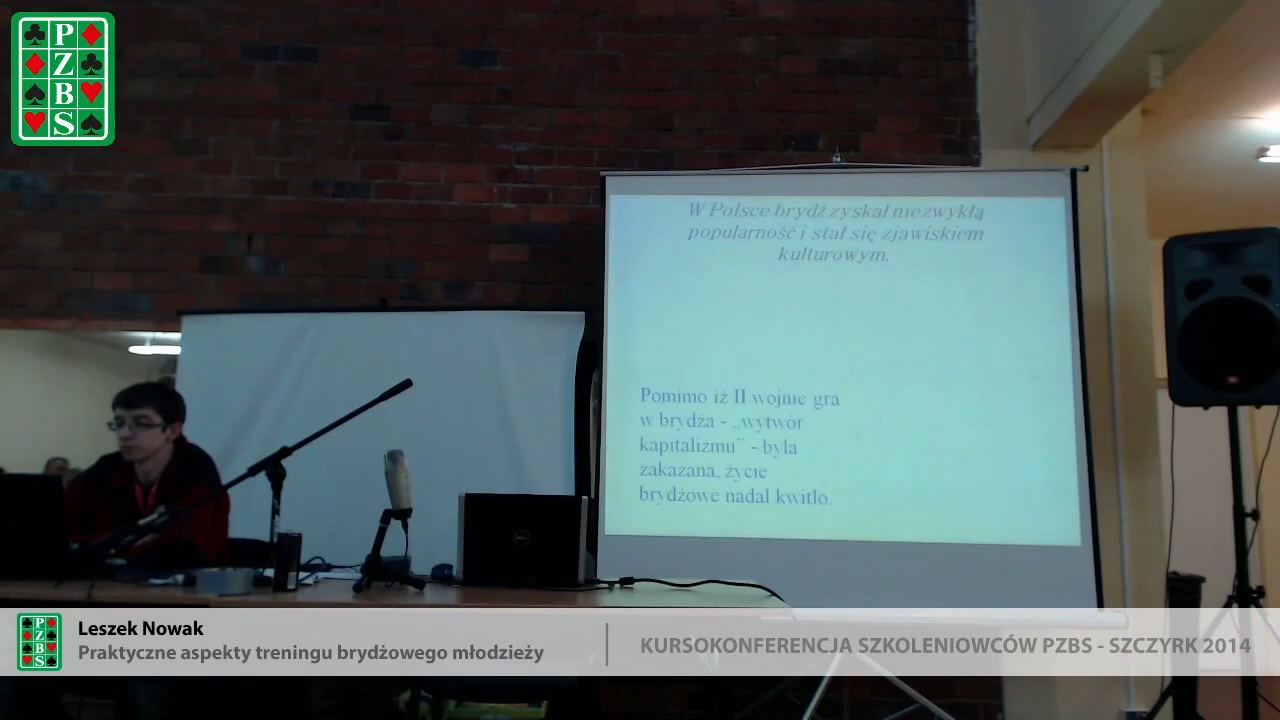 P
Z
B
S
W Polsce brydż zyskał niezwykłą
popularność i stał się zjawiskiem
kulturowym.
Pomimo iż II wojnie gra
w brydża - „wytwór
kapitalizmu" - była
zakazana, życie
brydżowe nadal kwitło.
DELL
P
Z
B
S
Leszek Nowak
Praktyczne aspekty treningu brydżowego młodzieży
KURSOKONFERENCJA SZKOLENIOWCÓW PZBS - SZCZYRK 2014